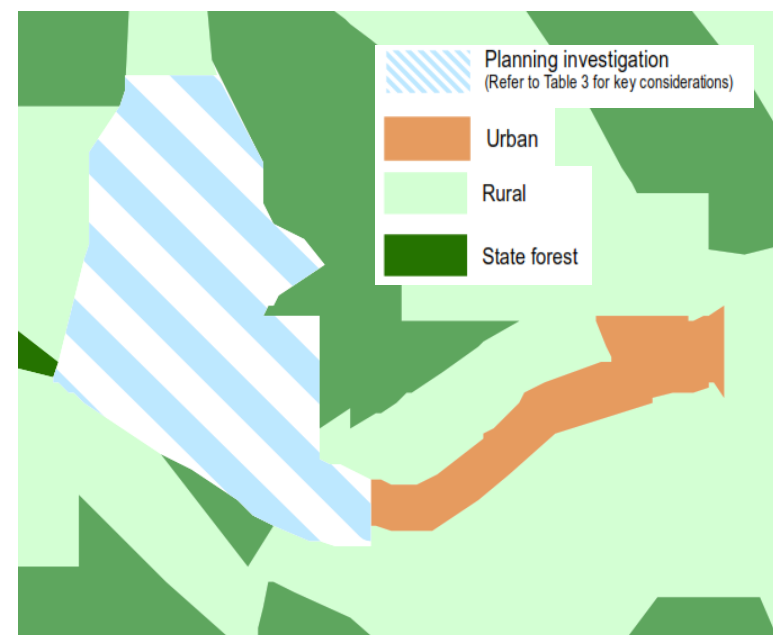 Planning investigation
(Refer to Table 3 for key considerations)
Urban
Rural
State forest